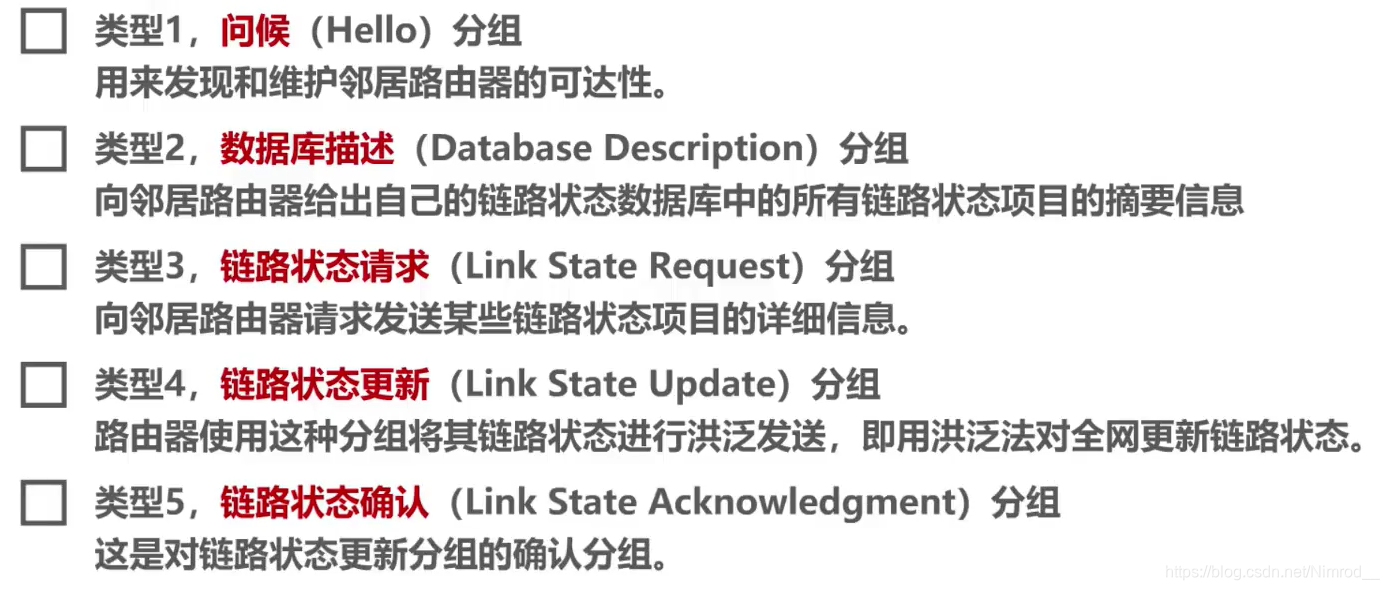 类型1，问候（Hello）分组
用来发现和维护邻居路由器的可达性。
类型2，数据库描述（Database Description）分组
向邻居路由器给出自己的链路状态数据库中的所有链路状态项目的摘要信息
类型3，链路状态请求（Link State Request）分组
向邻居路由器请求发送某些链路状态项目的详细信息。
类型4，链路状态更新（Link State Update）分组
路由器使用这种分组将其链路状态进行洪泛发送，即用洪泛法对全网更新链路状态。
类型5，链路状态确认（Link State Acknowledgment）分组
这是对链路状态更新分组的确认分组。
https://blog.csdn.net/Nimrod__